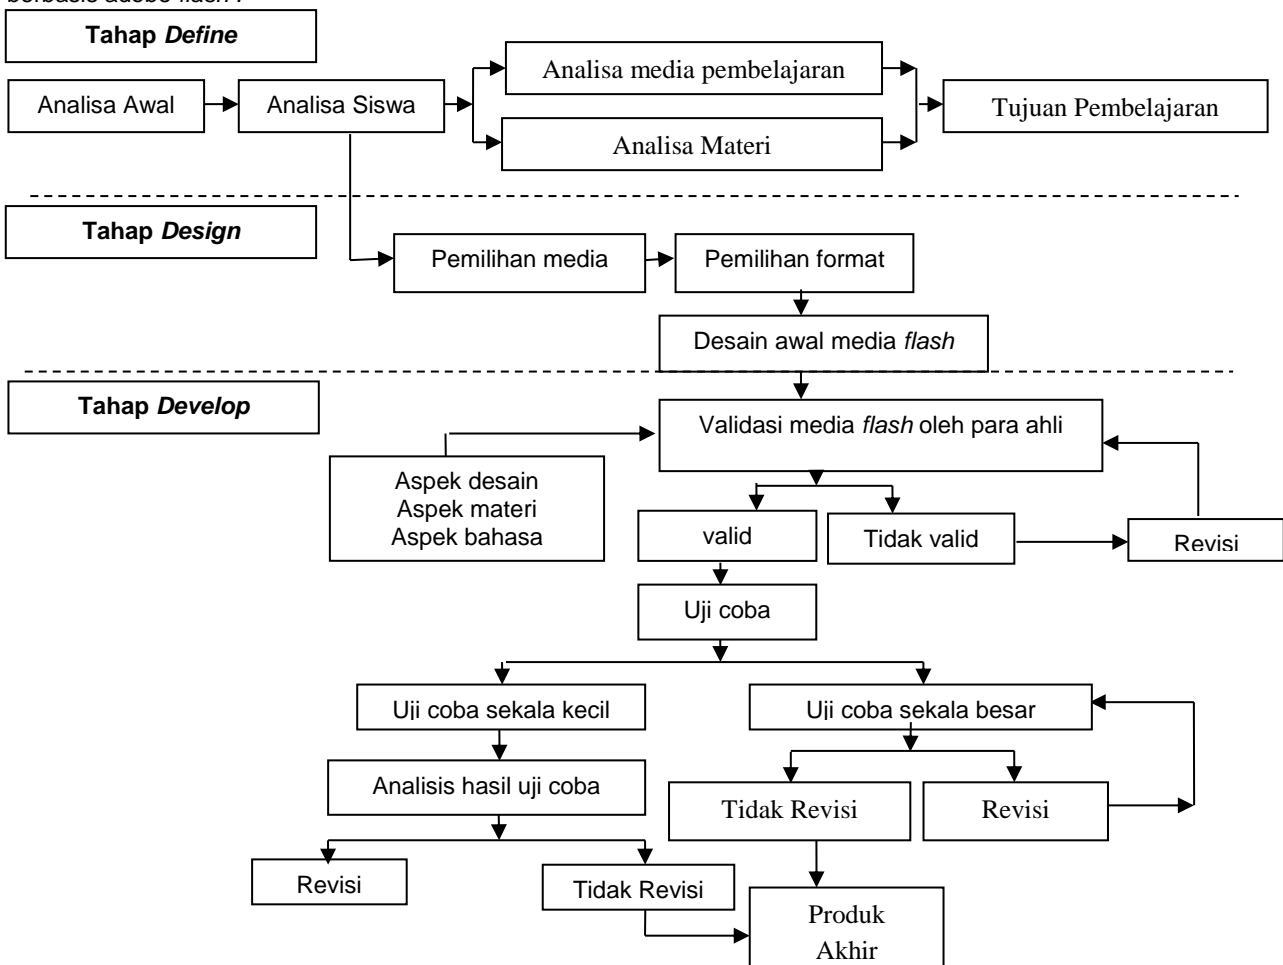 berbasis adobe flash :
Tahap Define
Analisa Awal
Analisa Siswa
Analisa media pembelajaran
Analisa Materi
Tujuan Pembelajaran
Tahap Design
Pemilihan media
Pemilihan format
Desain awal media flash
Tahap Develop
Validasi media flash oleh para ahli
Aspek desain
Aspek materi
Aspek bahasa
valid
Tidak valid
Revisi
Uji coba
Uji coba sekala kecil
Uji coba sekala besar
Analisis hasil uji coba
Tidak Revisi
Revisi
Revisi
Tidak Revisi
Produk
Akhir